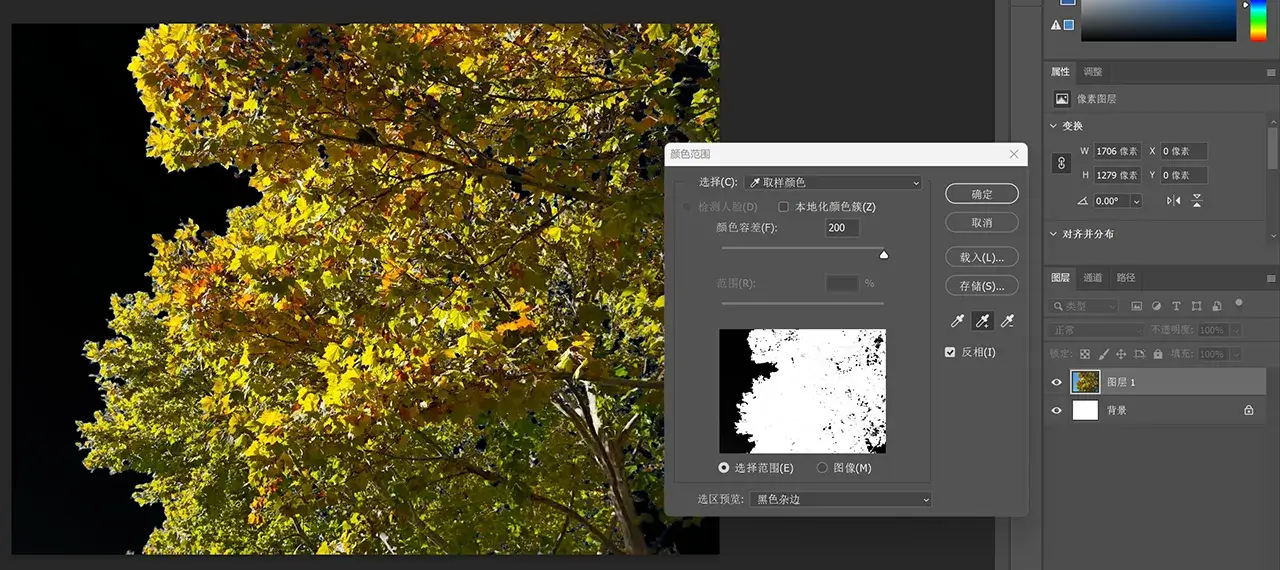 属性 调整
像素图层
变换
W 1706 像素 X 0 像素
H 1279 像素 Y 0 像素
0.00°
对齐并分布
图层 通道 路径
类型
正常 不透明度: 100%
锁定: 填充: 100%
图层 1
背景
颜色范围
选择(C): 取样颜色
检测人脸(D) 本地化颜色簇(Z)
颜色容差(F): 200
范围(R): %
选择范围(E) 图像(M)
选区预览: 黑色杂边
确定
取消
载入(L)...
存储(S)...
反相(I)